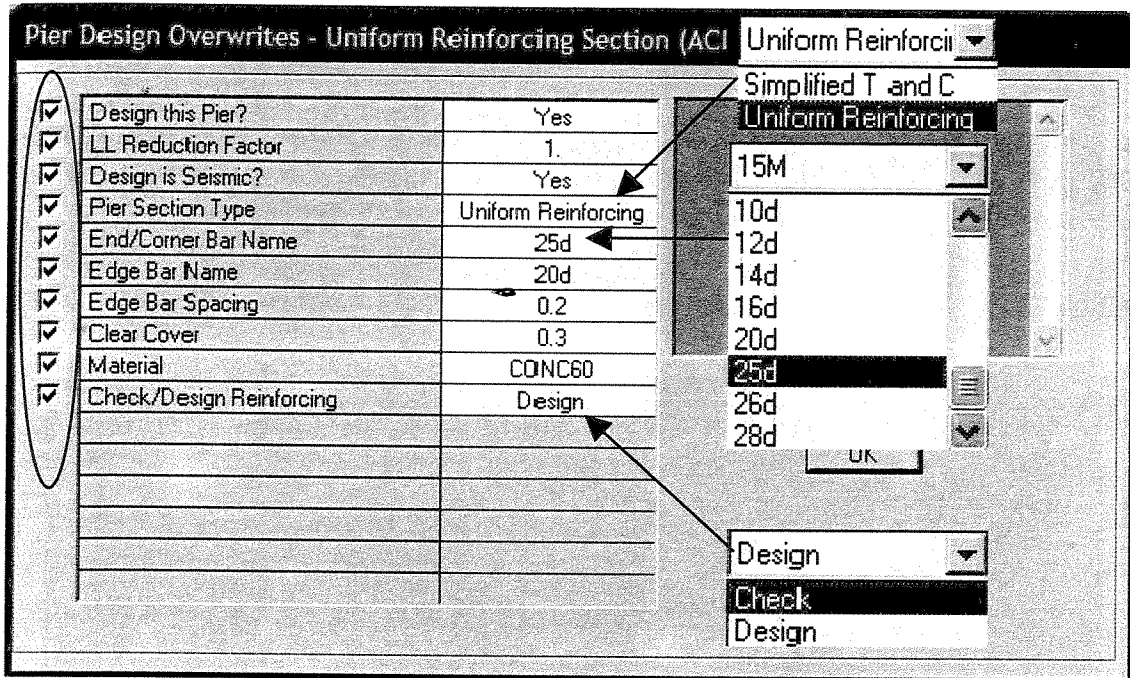 Pier Design Overwrites - Uniform Reinforcing Section (ACI
Uniform Reinforcii
Simplified T and C
Uniform Reinforcing
Design this Pier? Yes
LL Reduction Factor 1.
Design is Seismic? Yes
Pier Section Type Uniform Reinforcing
End/Corner Bar Name 25d
Edge Bar Name 20d
Edge Bar Spacing 0.2
Clear Cover 0.3
Material CONC60
Check/Design Reinforcing Design
15M
10d
12d
14d
16d
20d
25d
26d
28d
OK
Design
Check
Design